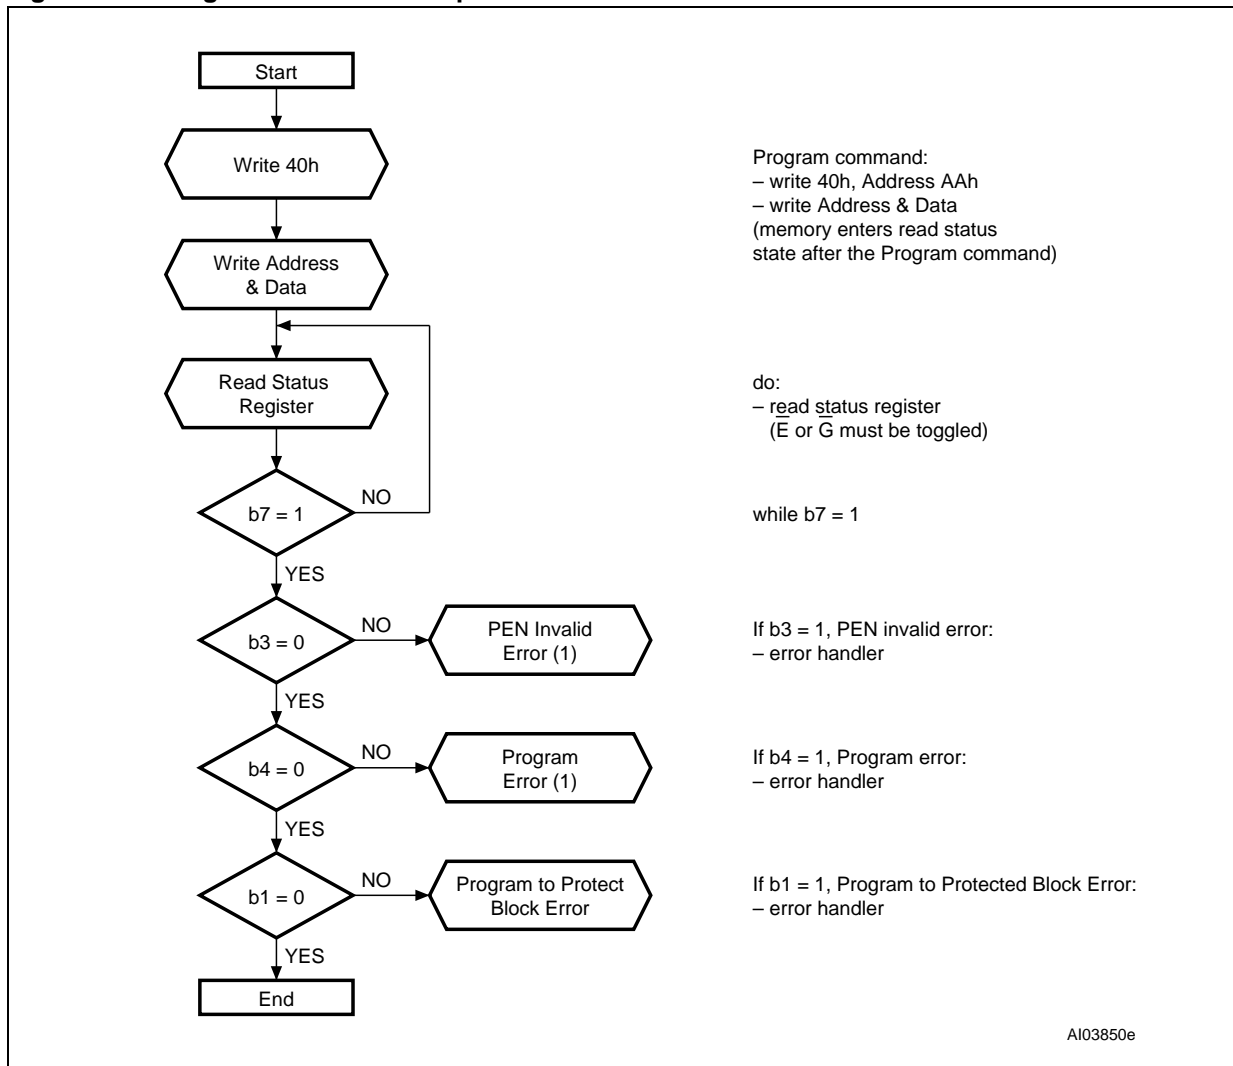 Start
Write 40h
Program command:
– write 40h, Address AAh
– write Address & Data
(memory enters read status
state after the Program command)
Write Address
& Data
Read Status
Register
do:
– read status register
(E or G must be toggled)
NO
b7 = 1
while b7 = 1
YES
NO
b3 = 0
PEN Invalid
Error (1)
If b3 = 1, PEN invalid error:
– error handler
YES
NO
b4 = 0
Program
Error (1)
If b4 = 1, Program error:
– error handler
YES
NO
b1 = 0
Program to Protect
Block Error
If b1 = 1, Program to Protected Block Error:
– error handler
YES
End
AI03850e